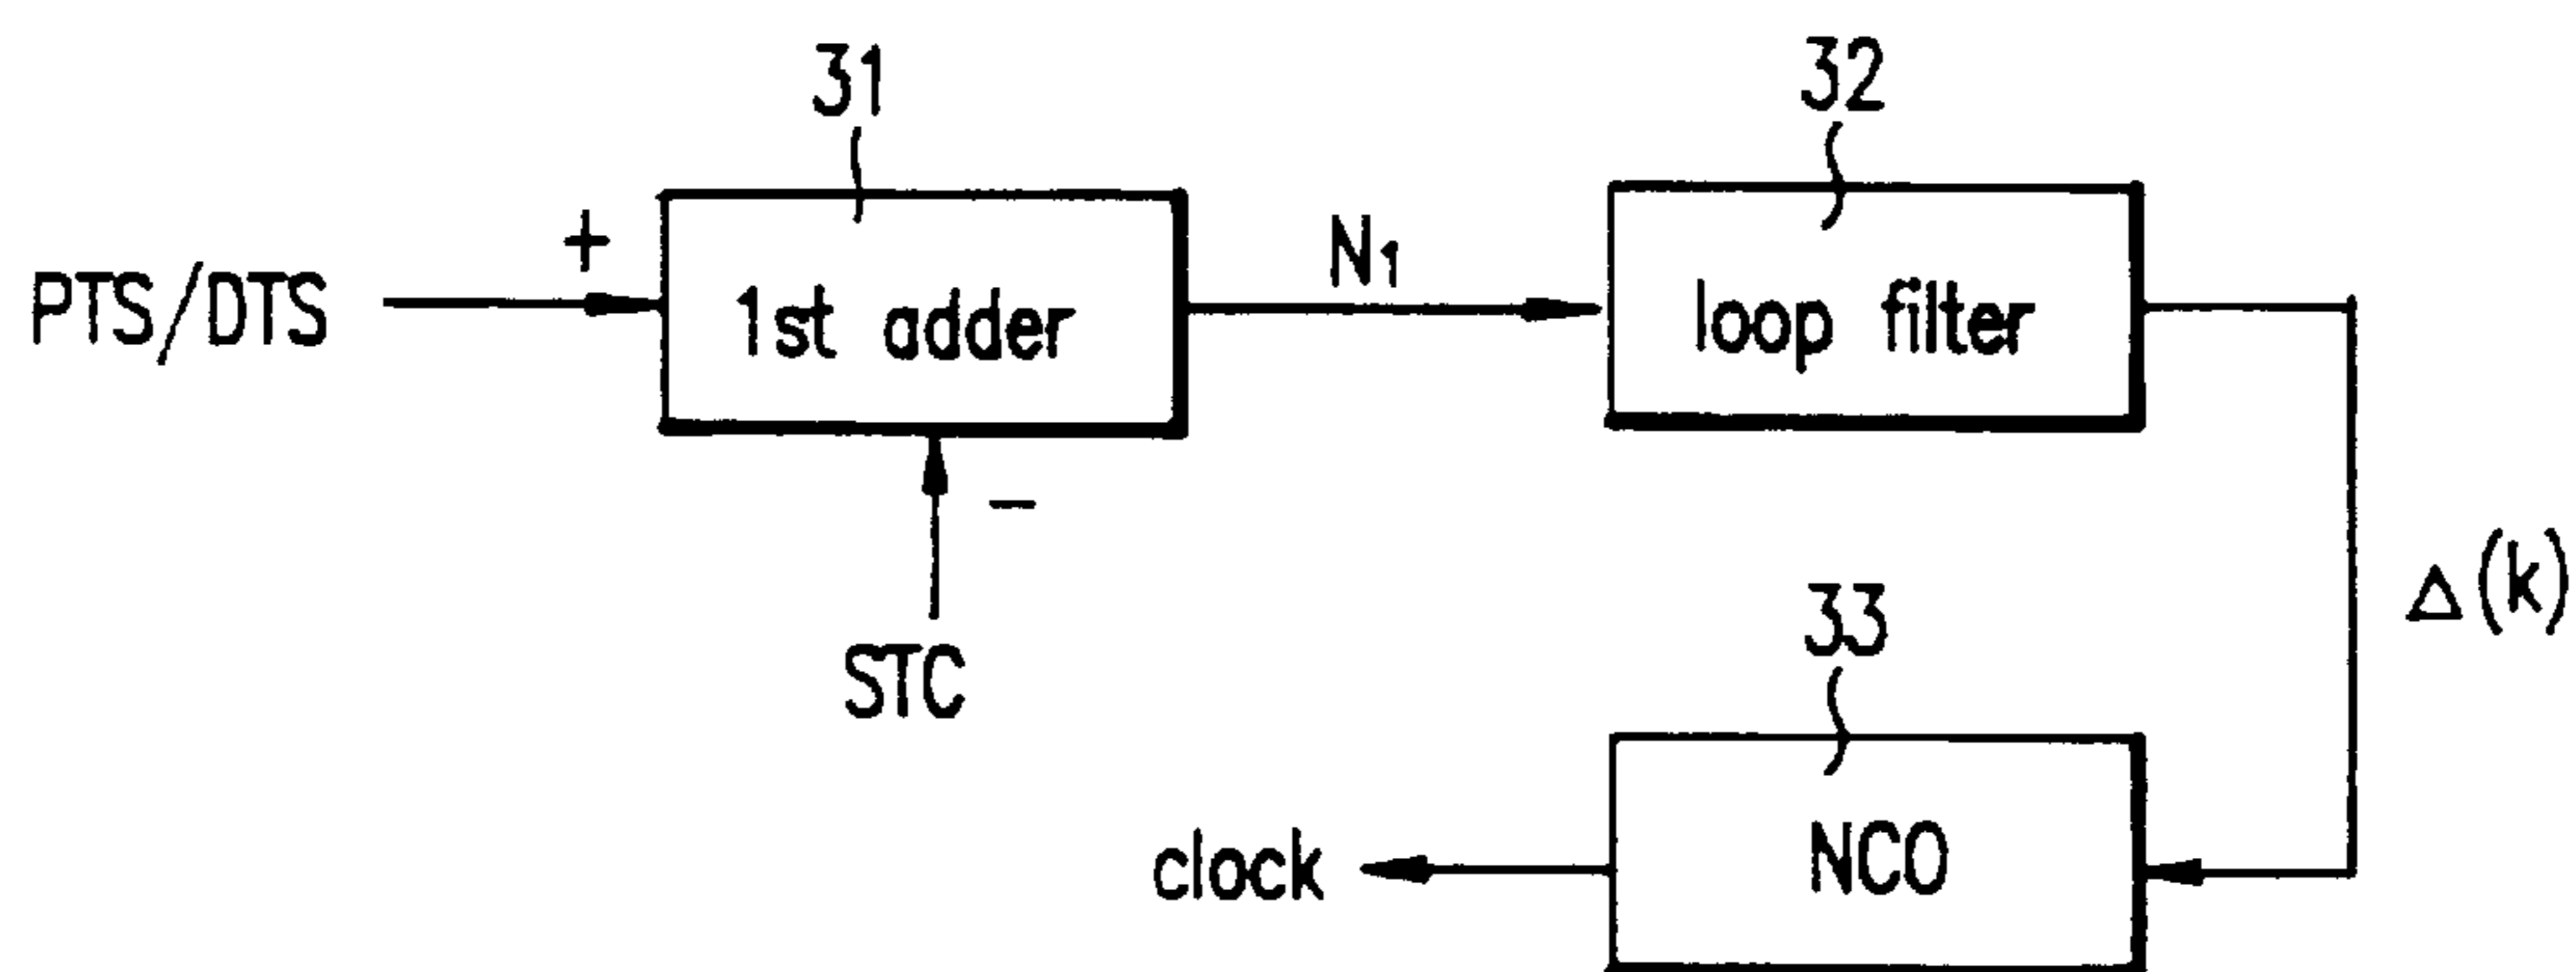 31
32
+
PTS/DTS
1st adder
N1
loop filter
−
STC
Δ(k)
33
NCO
clock